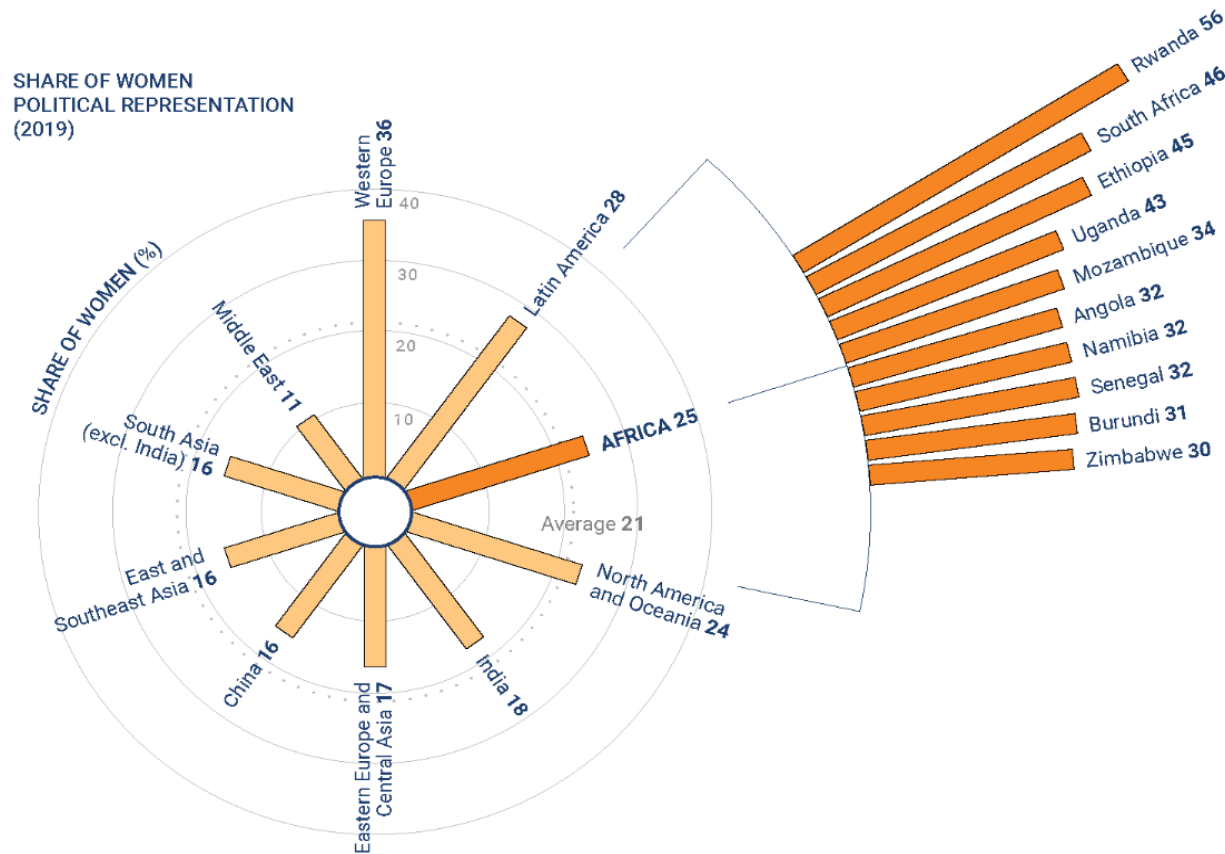 SHARE OF WOMEN
POLITICAL REPRESENTATION
(2019)
SHARE OF WOMEN (%)
Western
Europe 36
Latin America 28
AFRICA 25
North America
and Oceania 24
India 18
Eastern Europe and
Central Asia 17
China 16
East and
Southeast Asia 16
South Asia
(excl. India) 16
Middle East 11
40
30
20
10
Average 21
Rwanda 56
South Africa 46
Ethiopia 45
Uganda 43
Mozambique 34
Angola 32
Namibia 32
Senegal 32
Burundi 31
Zimbabwe 30